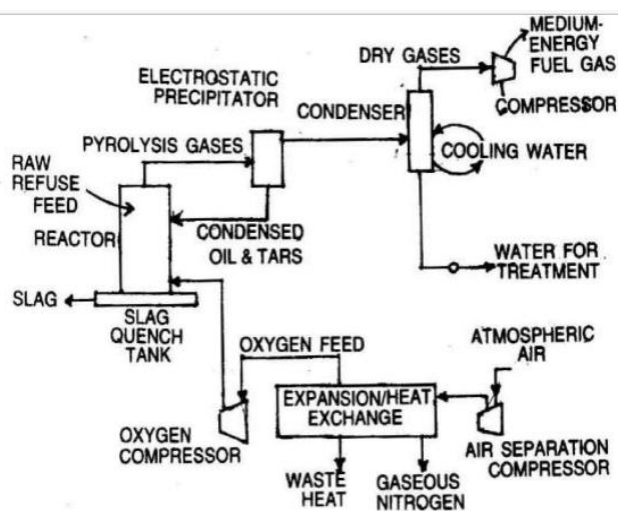 MEDIUM-
ENERGY
FUEL GAS
DRY GASES
COMPRESSOR
ELECTROSTATIC
PRECIPITATOR
CONDENSER
COOLING WATER
PYROLYSIS GASES
RAW
REFUSE
FEED
REACTOR
CONDENSED
OIL & TARS
WATER FOR
TREATMENT
SLAG
SLAG
QUENCH
TANK
OXYGEN FEED
ATMOSPHERIC
AIR
EXPANSION/HEAT
EXCHANGE
OXYGEN
COMPRESSOR
AIR SEPARATION
COMPRESSOR
WASTE
HEAT
GASEOUS
NITROGEN